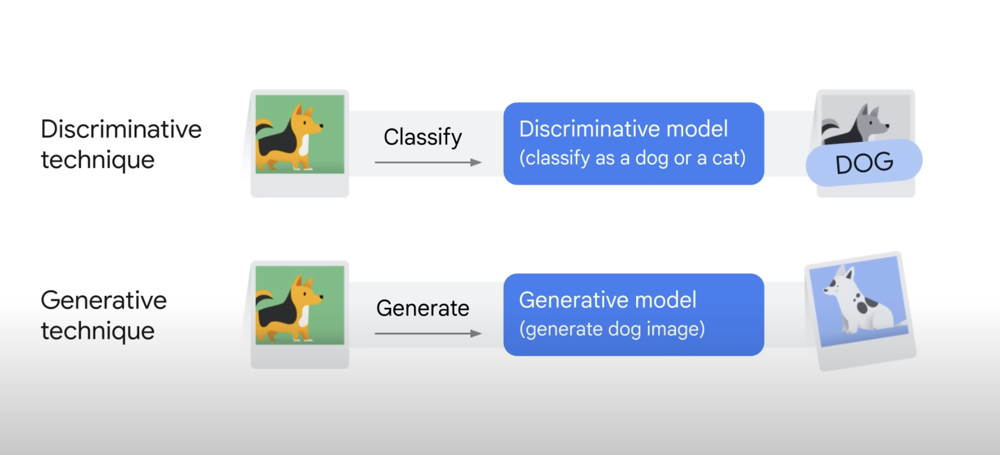 Discriminative
technique
Classify
Discriminative model
(classify as a dog or a cat)
DOG
Generative
technique
Generate
Generative model
(generate dog image)